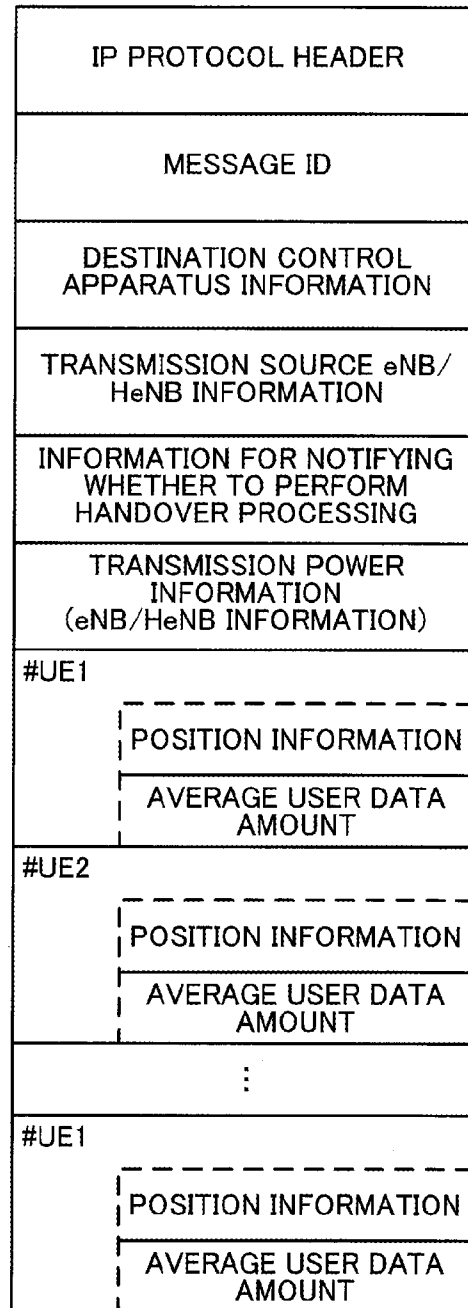 IP PROTOCOL HEADER
MESSAGE ID
DESTINATION CONTROL
APPARATUS INFORMATION
TRANSMISSION SOURCE eNB/
HeNB INFORMATION
INFORMATION FOR NOTIFYING
WHETHER TO PERFORM
HANDOVER PROCESSING
TRANSMISSION POWER
INFORMATION
(eNB/HeNB INFORMATION)
#UE1
POSITION INFORMATION
AVERAGE USER DATA
AMOUNT
#UE2
POSITION INFORMATION
AVERAGE USER DATA
AMOUNT
⋮
#UE1
POSITION INFORMATION
AVERAGE USER DATA
AMOUNT